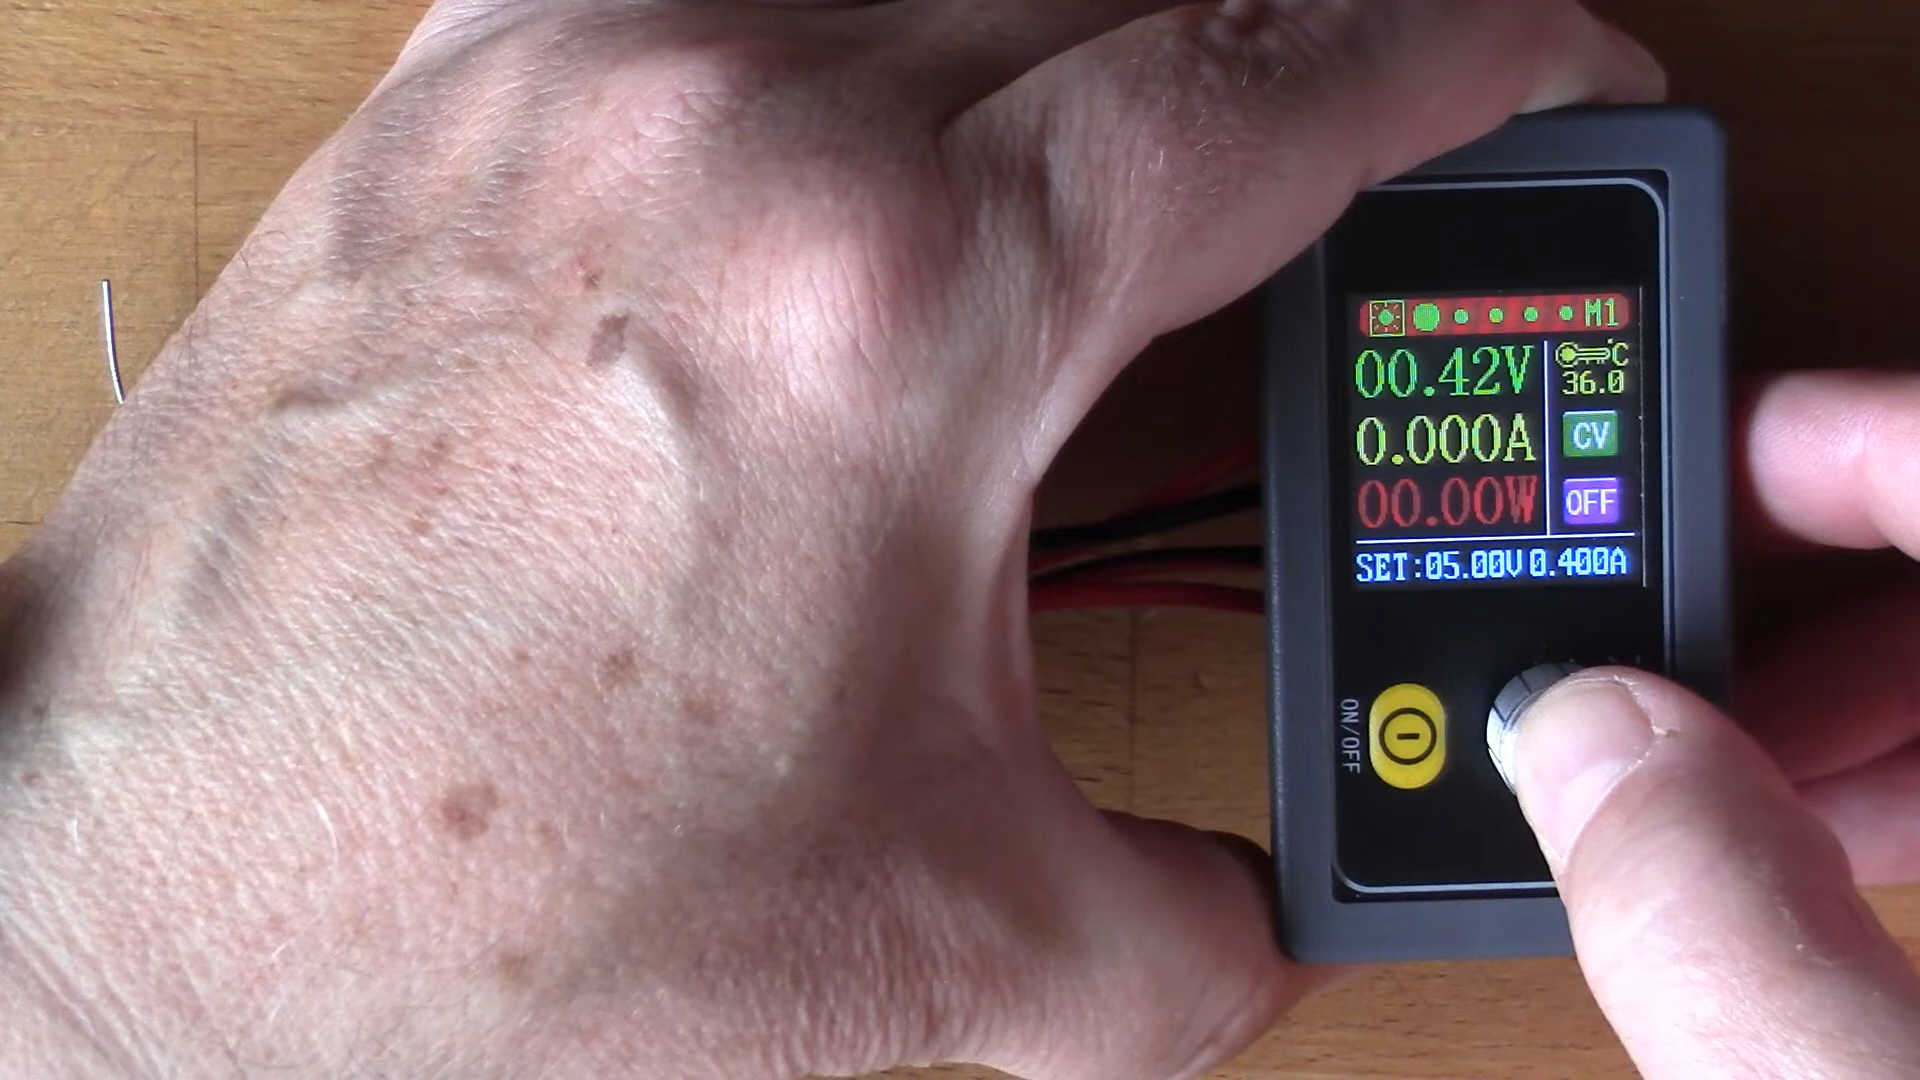 M1
00.42V
°C
36.0
0.000A
CV
00.00W
OFF
SET:05.00V 0.400A
ON/OFF